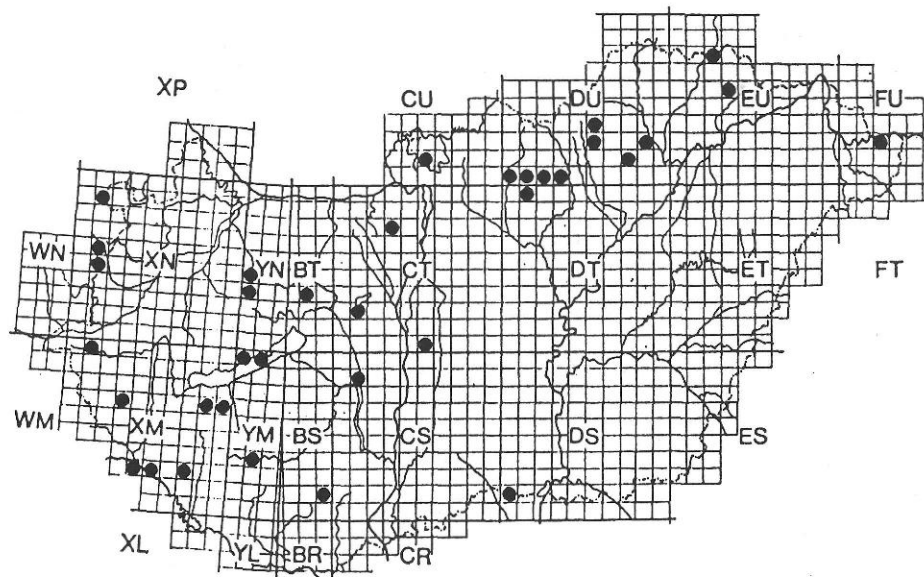 XP CU DU EU FU
WN XN YN BT CT DT ET FT
WM XM YM BS CS DS ES
XL YL BR CR